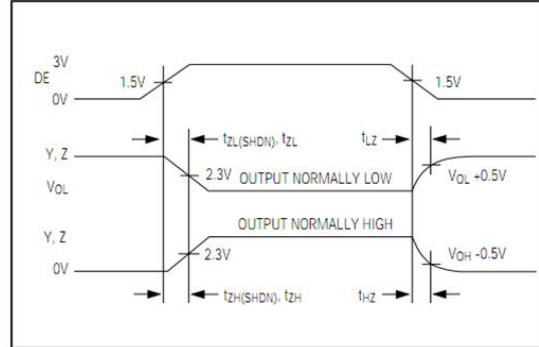 3V
DE
1.5V
1.5V
0V
tZL(SHDN), tZL
tLZ
Y, Z
2.3V
OUTPUT NORMALLY LOW
VOL +0.5V
VOL
OUTPUT NORMALLY HIGH
Y, Z
2.3V
VOH -0.5V
0V
tZH(SHDN), tZH
tHZ